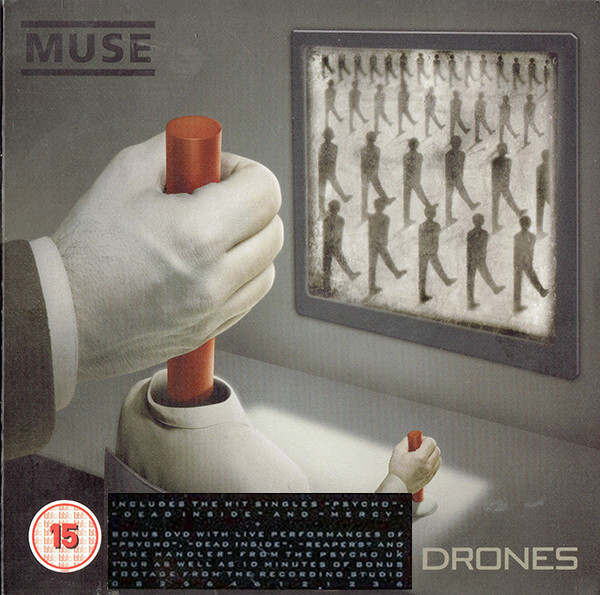 MUSE
INCLUDES THE HIT SINGLES "PSYCHO",
"DEAD INSIDE" AND "MERCY"
+
BONUS DVD WITH LIVE PERFORMANCES OF
"PSYCHO", "DEAD INSIDE", "REAPERS" AND
"THE HANDLER" FROM THE PSYCHO UK
TOUR AS WELL AS 10 MINUTES OF BONUS
FOOTAGE FROM THE RECORDING STUDIO
15
DRONES